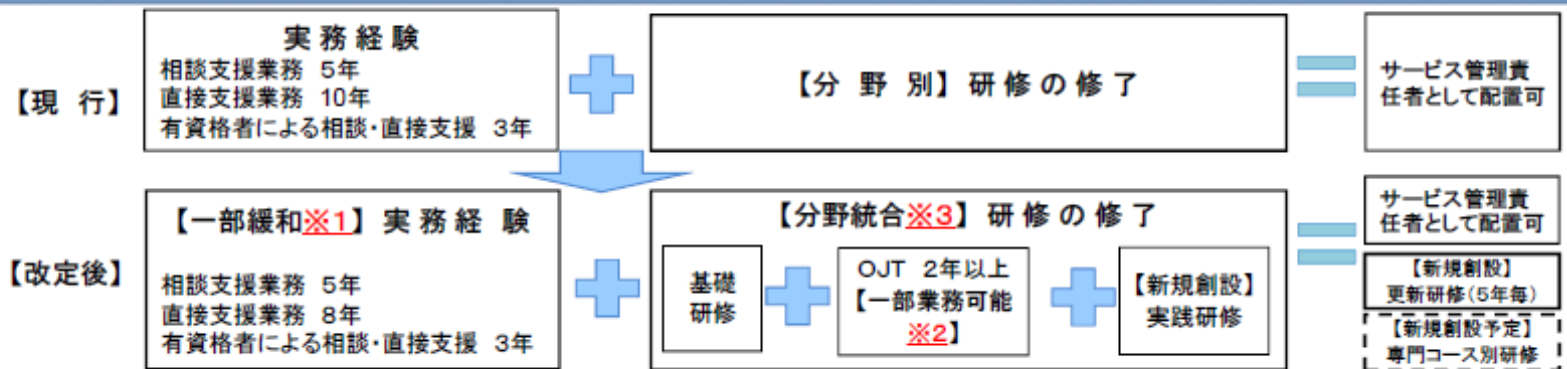 【現 行】
実 務 経 験
相談支援業務 5年
直接支援業務 10年
有資格者による相談・直接支援 3年
【分 野 別】 研 修 の 修 了
サービス管理責
任者として配置可
【改定後】
【一部緩和※1】 実 務 経 験
相談支援業務 5年
直接支援業務 8年
有資格者による相談・直接支援 3年
【分野統合※3】 研 修 の 修 了
基礎
研修
OJT 2年以上
【一部業務可能
※2】
【新規創設】
実践研修
サービス管理責
任者として配置可
【新規創設】
更新研修(5年毎)
【新規創設予定】
専門コース別研修